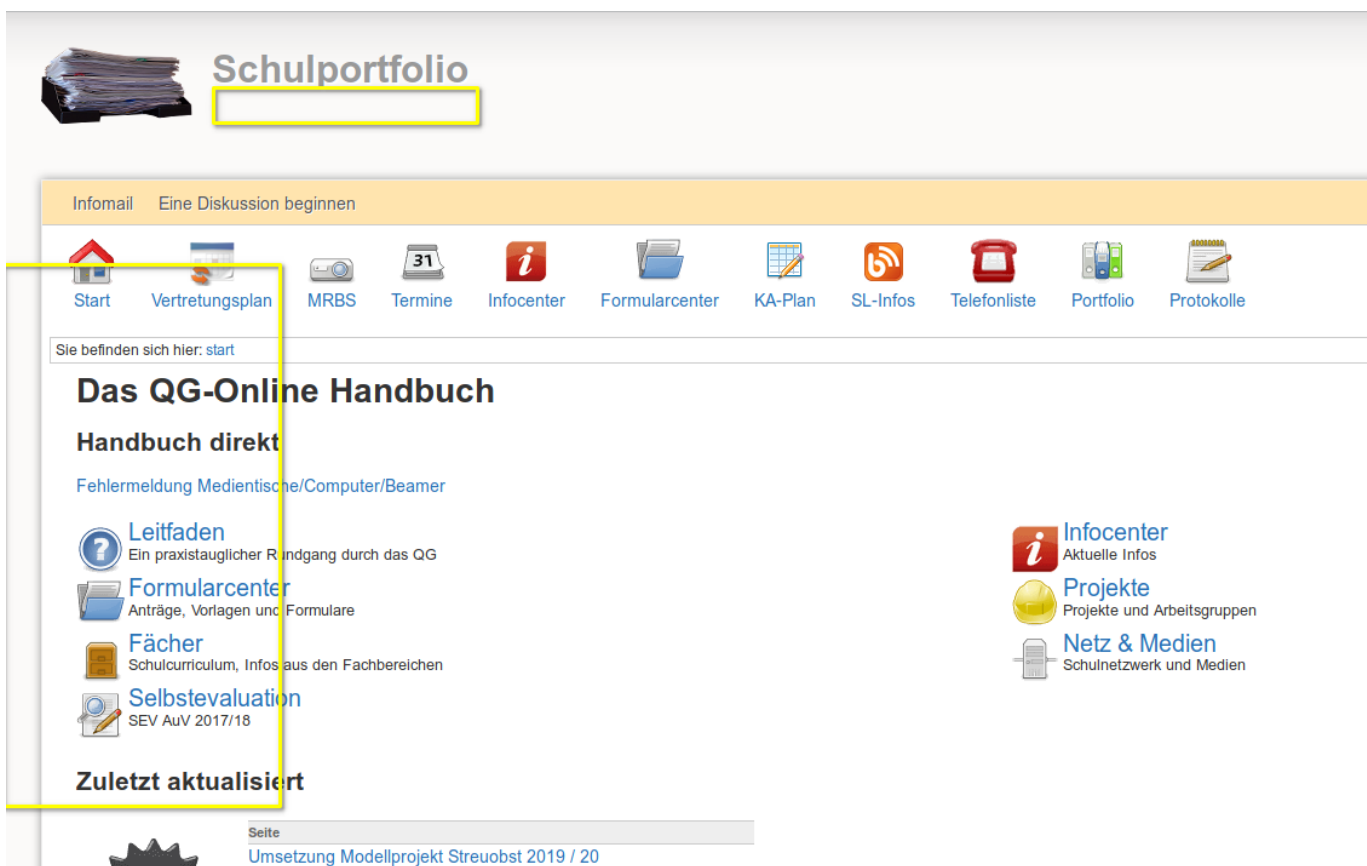 Schulportfolio
Infomail Eine Diskussion beginnen
31
Start Vertretungsplan MRBS Termine Infocenter Formularcenter KA-Plan SL-Infos Telefonliste Portfolio Protokolle
Sie befinden sich hier: start
Das QG-Online Handbuch
Handbuch direkt
Fehlermeldung Medientische/Computer/Beamer
Leitfaden
Ein praxistauglicher Rundgang durch das QG
Formularcenter
Anträge, Vorlagen und Formulare
Fächer
Schulcurriculum, Infos aus den Fachbereichen
Selbstevaluation
SEV AuV 2017/18
Infocenter
Aktuelle Infos
Projekte
Projekte und Arbeitsgruppen
Netz & Medien
Schulnetzwerk und Medien
Zuletzt aktualisiert
Seite
Umsetzung Modellprojekt Streuobst 2019 / 20